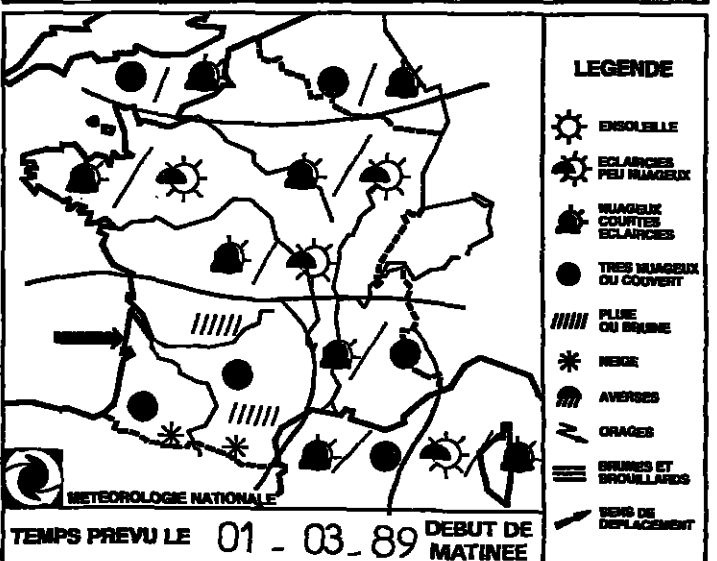 LEGENDE
ENSOLEILLE
ECLAIRCIES
PEU NUAGEUX
NUAGEUX
COURTES
ECLAIRCIES
TRES NUAGEUX
OU COUVERT
PLUIE
OU BRUINE
NEIGE
AVERSES
ORAGES
BRUMES ET
BROUILLARDS
SENS DE
DEPLACEMENT
METEOROLOGIE NATIONALE
TEMPS PREVU LE 01 - 03 - 89 DEBUT DE
MATINEE